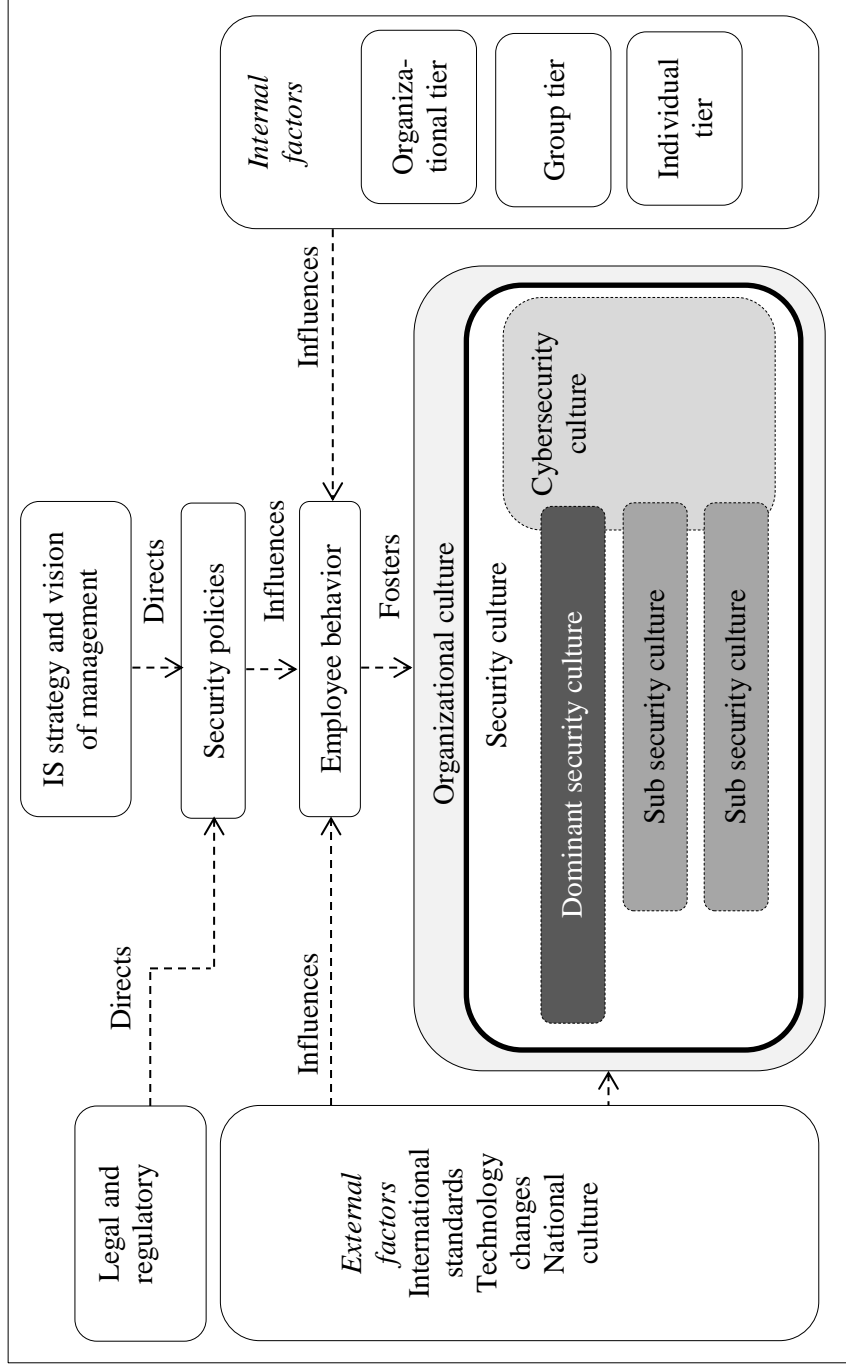 Legal and
regulatory
Directs
IS strategy and vision
of management
Directs
Security policies
Influences
Employee behavior
Fosters
Influences
External
factors
International
standards
Technology
changes
National
culture
Influences
Internal
factors
Organiza-
tional tier
Group tier
Individual
tier
Organizational culture
Security culture
Dominant security culture
Sub security culture
Sub security culture
Cybersecurity
culture